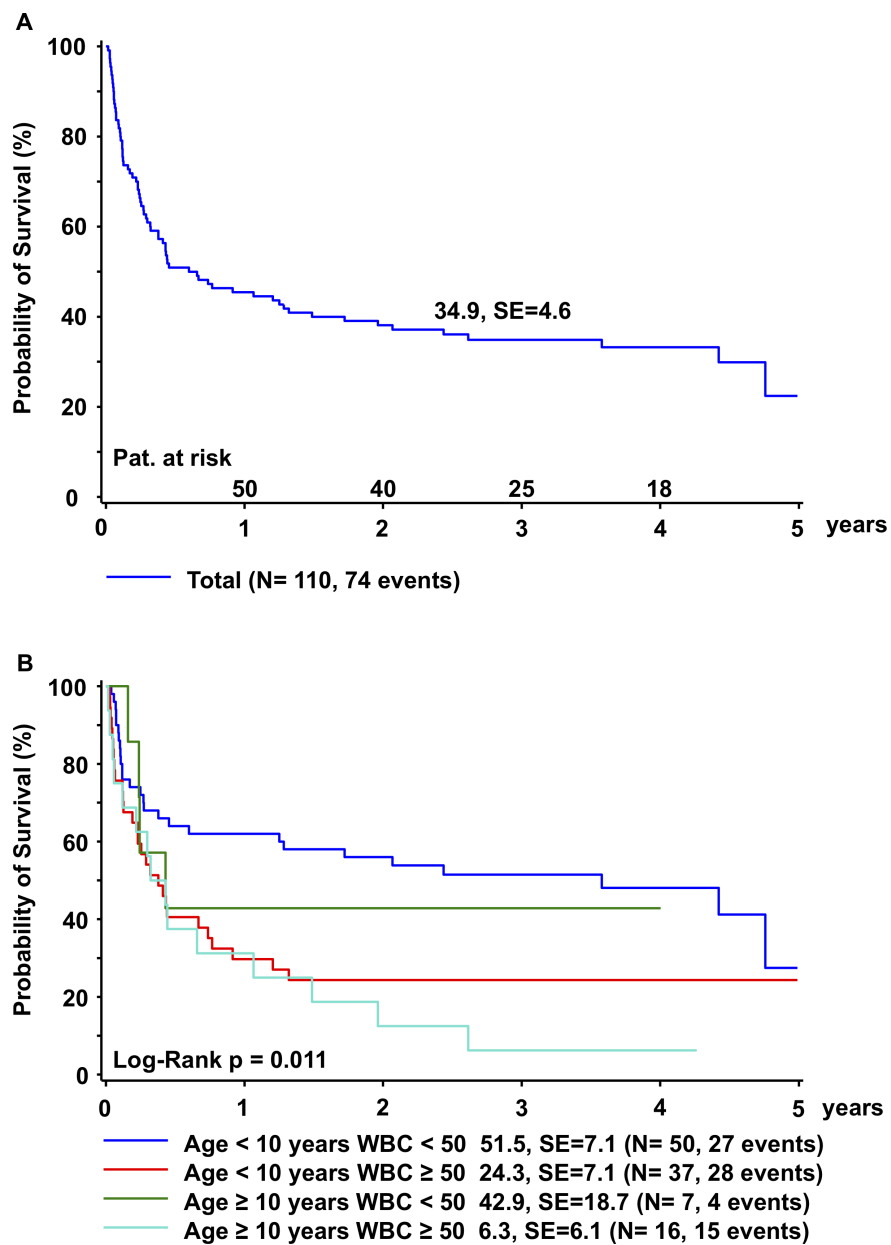 A
Probability of Survival (%)
100
80
60
40
20
0
34.9, SE=4.6
Pat. at risk
50 40 25 18
0 1 2 3 4 5 years
Total (N= 110, 74 events)
B
Probability of Survival (%)
100
80
60
40
20
0
Log-Rank p = 0.011
0 1 2 3 4 5 years
Age < 10 years WBC < 50 51.5, SE=7.1 (N= 50, 27 events)
Age < 10 years WBC ≥ 50 24.3, SE=7.1 (N= 37, 28 events)
Age ≥ 10 years WBC < 50 42.9, SE=18.7 (N= 7, 4 events)
Age ≥ 10 years WBC ≥ 50 6.3, SE=6.1 (N= 16, 15 events)